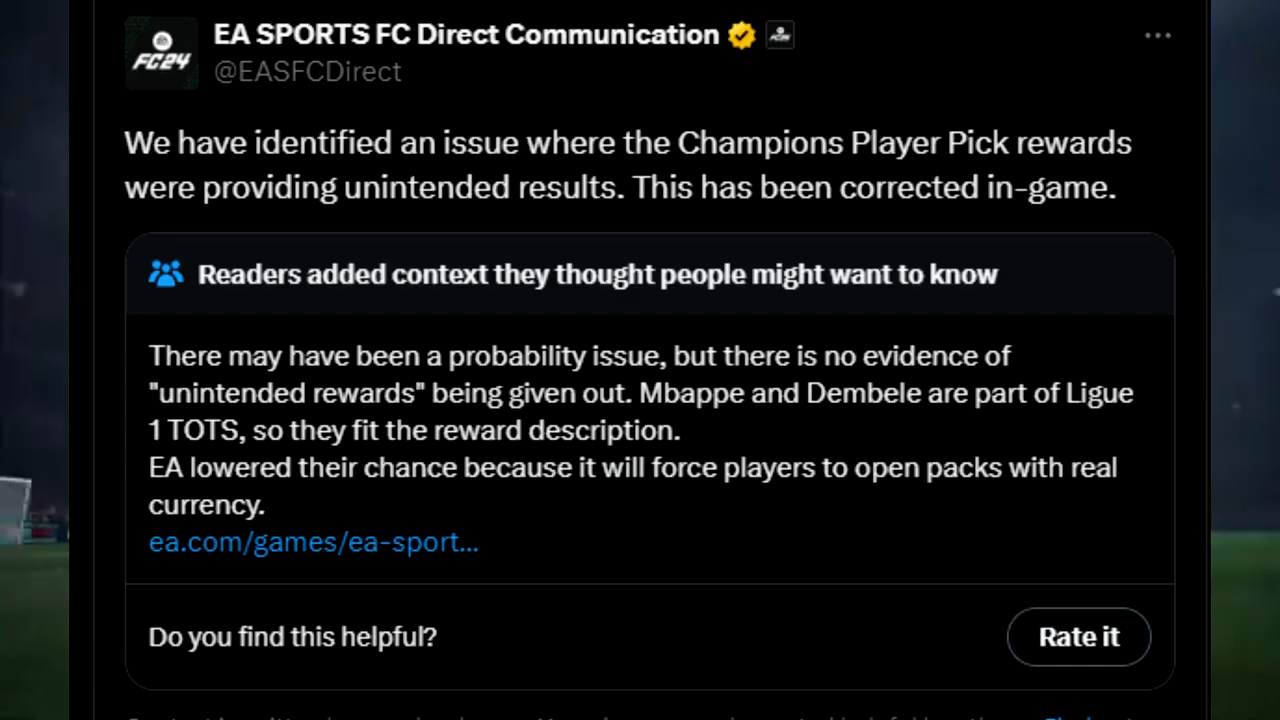 EA SPORTS FC Direct Communication
@EASFCDirect
FC24
We have identified an issue where the Champions Player Pick rewards
were providing unintended results. This has been corrected in-game.
Readers added context they thought people might want to know
There may have been a probability issue, but there is no evidence of
"unintended rewards" being given out. Mbappe and Dembele are part of Ligue
1 TOTS, so they fit the reward description.
EA lowered their chance because it will force players to open packs with real
currency.
ea.com/games/ea-sport...
Do you find this helpful?
Rate it